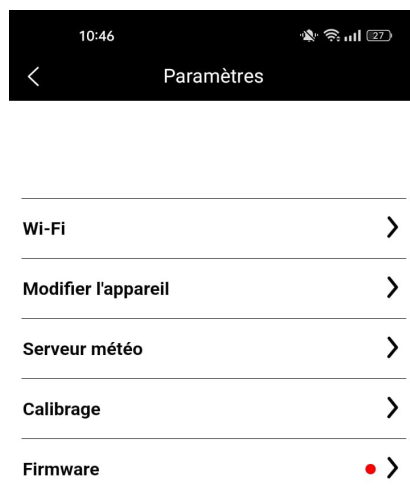 10:46
27
Paramètres
Wi-Fi
Modifier l'appareil
Serveur météo
Calibrage
Firmware